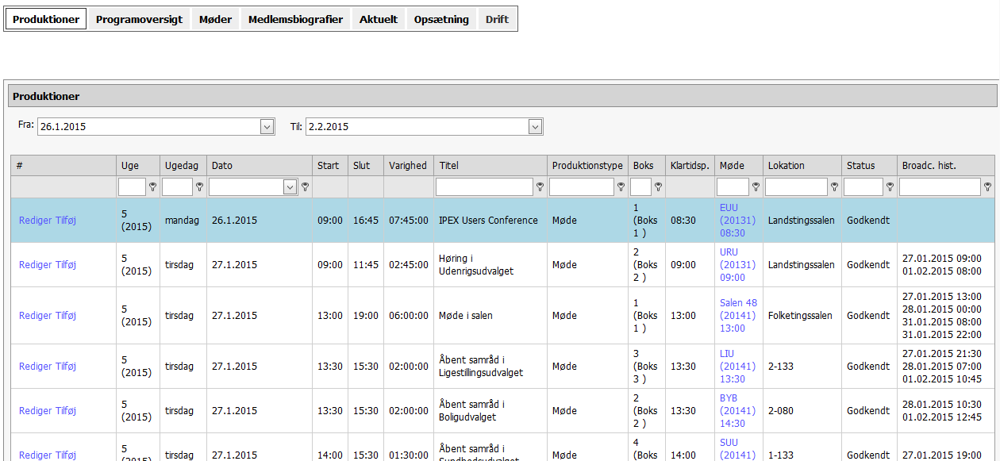 Produktioner Programoversigt Møder Medlemsbiografier Aktuelt Opsætning Drift
Produktioner
Fra: 26.1.2015 Til: 2.2.2015
# Uge Ugedag Dato Start Slut Varighed Titel Produktionstype Boks Klartidsp. Møde Lokation Status Broadc. hist.
Rediger Tilføj 5 (2015) mandag 26.1.2015 09:00 16:45 07:45:00 IPEX Users Conference Møde 1 (Boks 1 ) 08:30 EUU (20131) 08:30 Landstingssalen Godkendt
Rediger Tilføj 5 (2015) tirsdag 27.1.2015 09:00 11:45 02:45:00 Høring i Udenrigsudvalget Møde 2 (Boks 2 ) 09:00 URU (20131) 09:00 Landstingssalen Godkendt 27.01.2015 09:00 01.02.2015 08:00
Rediger Tilføj 5 (2015) tirsdag 27.1.2015 13:00 19:00 06:00:00 Møde i salen Møde 1 (Boks 1 ) 13:00 Salen 48 (20141) 13:00 Folketingssalen Godkendt 27.01.2015 13:00 28.01.2015 00:00 31.01.2015 08:00 31.01.2015 22:00
Rediger Tilføj 5 (2015) tirsdag 27.1.2015 13:30 15:30 02:00:00 Åbent samråd i Ligestillingsudvalget Møde 3 (Boks 3 ) 13:30 LIU (20141) 13:30 2-133 Godkendt 27.01.2015 21:30 28.01.2015 07:00 01.02.2015 10:45
Rediger Tilføj 5 (2015) tirsdag 27.1.2015 13:30 15:30 02:00:00 Åbent samråd i Boligudvalget Møde 2 (Boks 2 ) 13:30 BYB (20141) 14:30 2-080 Godkendt 28.01.2015 10:30 01.02.2015 12:45
Rediger Tilføj 5 (2015) tirsdag 27.1.2015 14:00 15:30 01:30:00 Åbent samråd i Sundhedsudvalget Møde 4 (Boks 14:00 SUU (20141) 1-133 Godkendt 27.01.2015 19:00